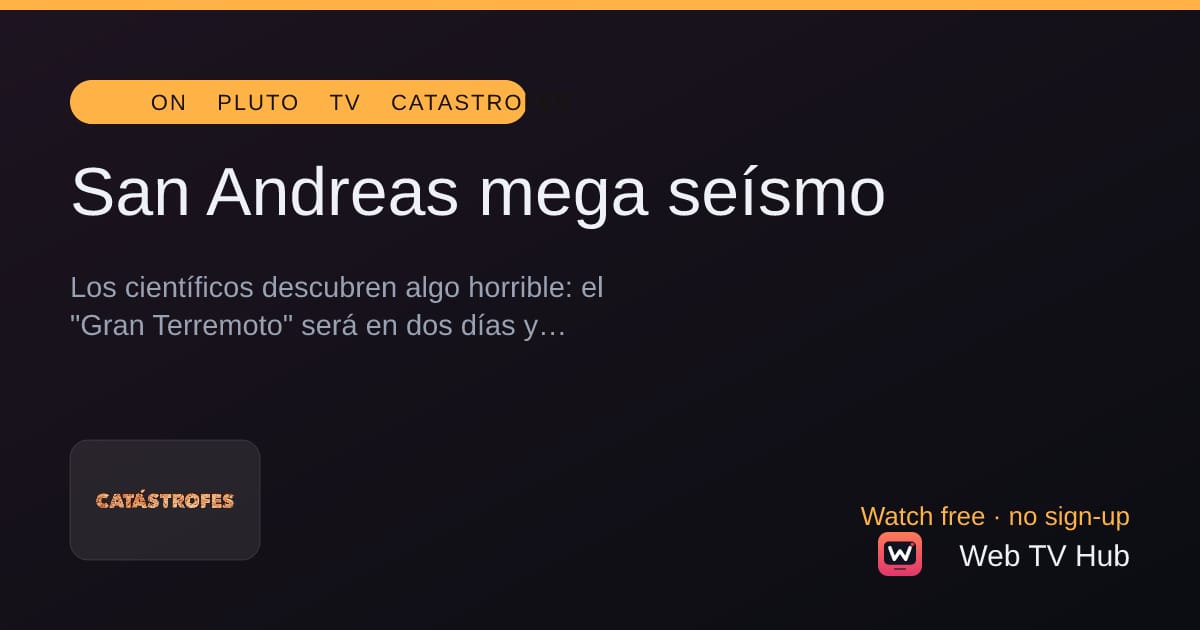 ON PLUTO TV CATASTROFES
San Andreas mega seísmo
Los científicos descubren algo horrible: el
"Gran Terremoto" será en dos días y…
CATÁSTROFES
Watch free · no sign-up
W
Web TV Hub